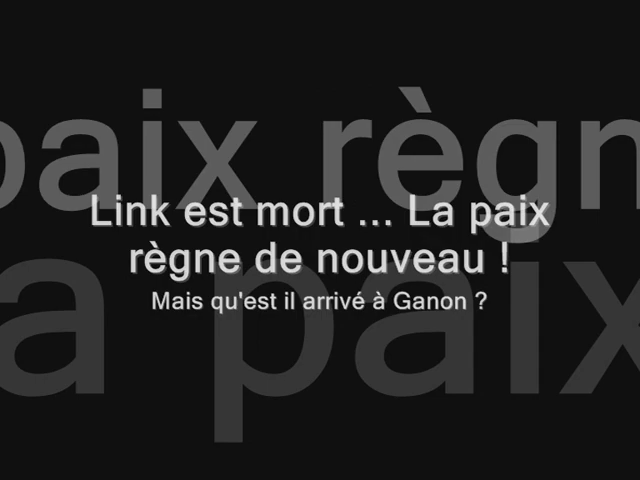 paix règn
Link est mort ... La paix
règne de nouveau !
Mais qu'est il arrivé à Ganon ?
a paix